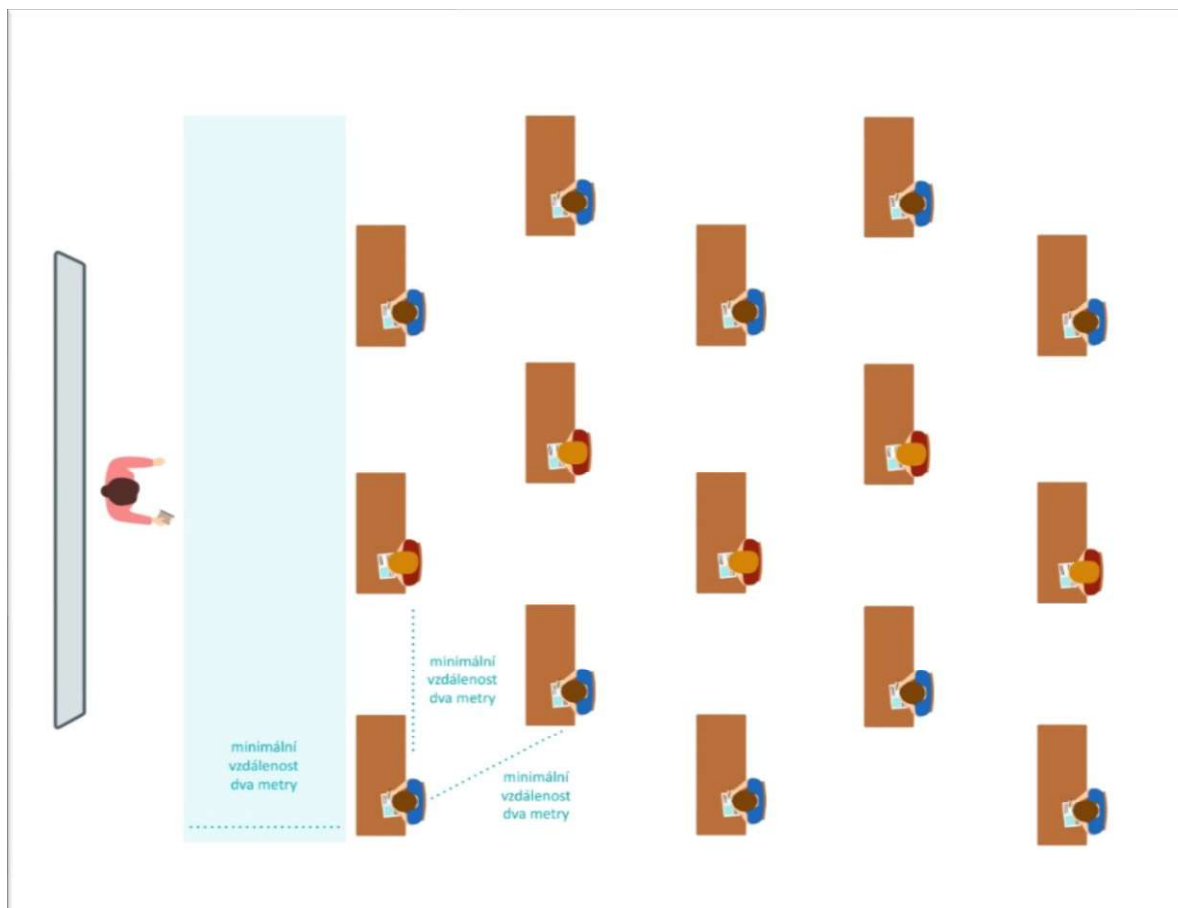 minimální
vzdálenost
dva metry
minimální
vzdálenost
dva metry
minimální
vzdálenost
dva metry